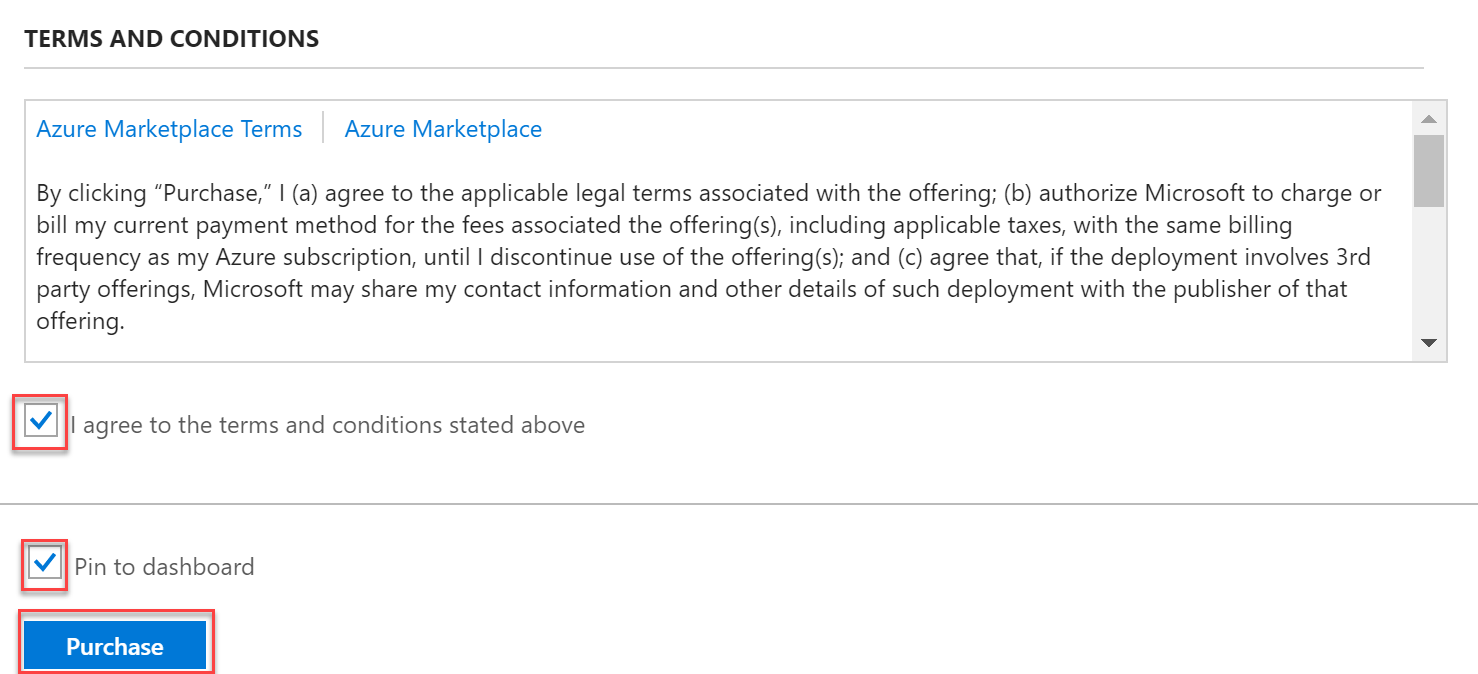 TERMS AND CONDITIONS
Azure Marketplace Terms Azure Marketplace
By clicking “Purchase,” I (a) agree to the applicable legal terms associated with the offering; (b) authorize Microsoft to charge or
bill my current payment method for the fees associated the offering(s), including applicable taxes, with the same billing
frequency as my Azure subscription, until I discontinue use of the offering(s); and (c) agree that, if the deployment involves 3rd
party offerings, Microsoft may share my contact information and other details of such deployment with the publisher of that
offering.
I agree to the terms and conditions stated above
Pin to dashboard
Purchase